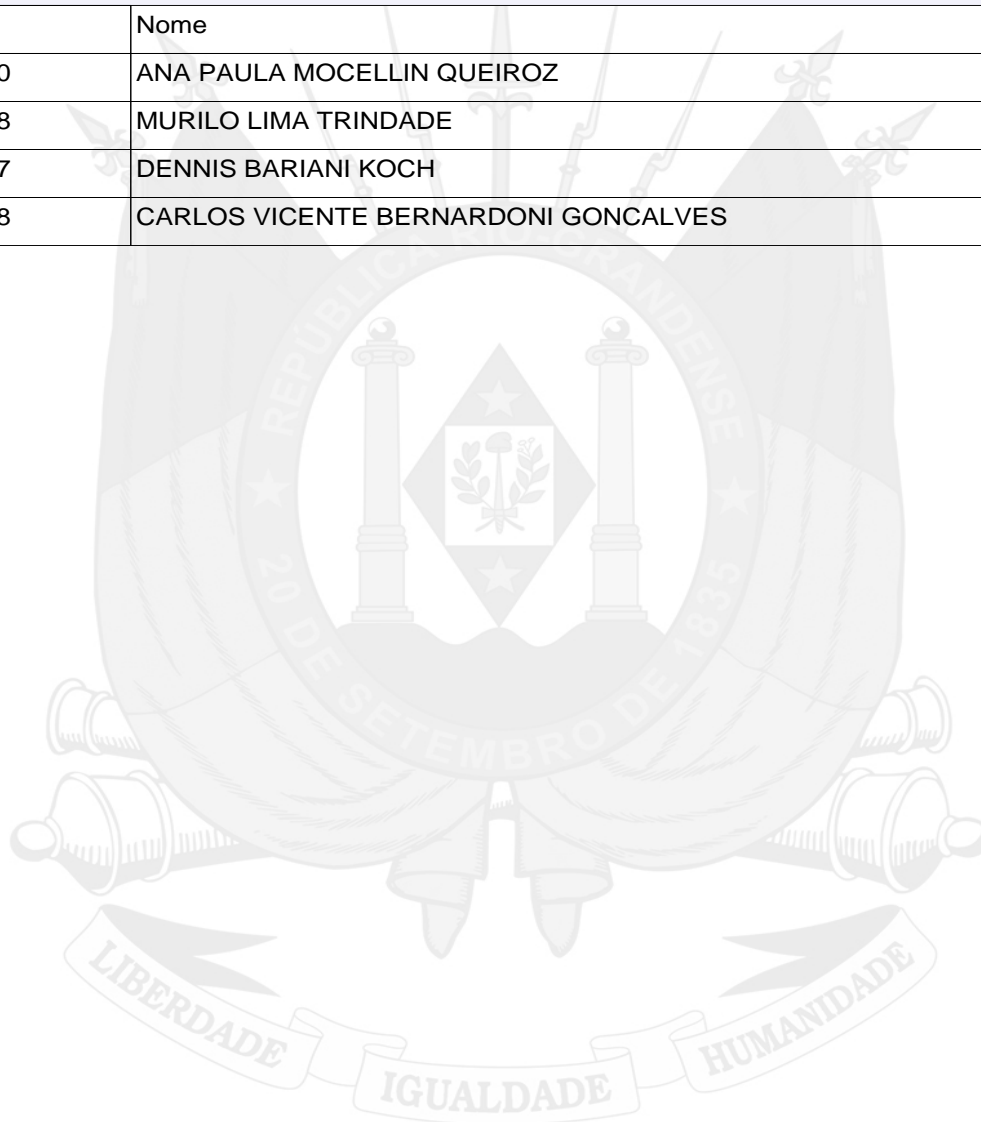 Nome
0 ANA PAULA MOCELLIN QUEIROZ
8 MURILO LIMA TRINDADE
7 DENNIS BARIANI KOCH
8 CARLOS VICENTE BERNARDONI GONCALVES
REPÚBLICA RIO-GRANDENSE
★ 20 DE SETEMBRO DE 1835 ★
LIBERDADE
IGUALDADE
HUMANIDADE